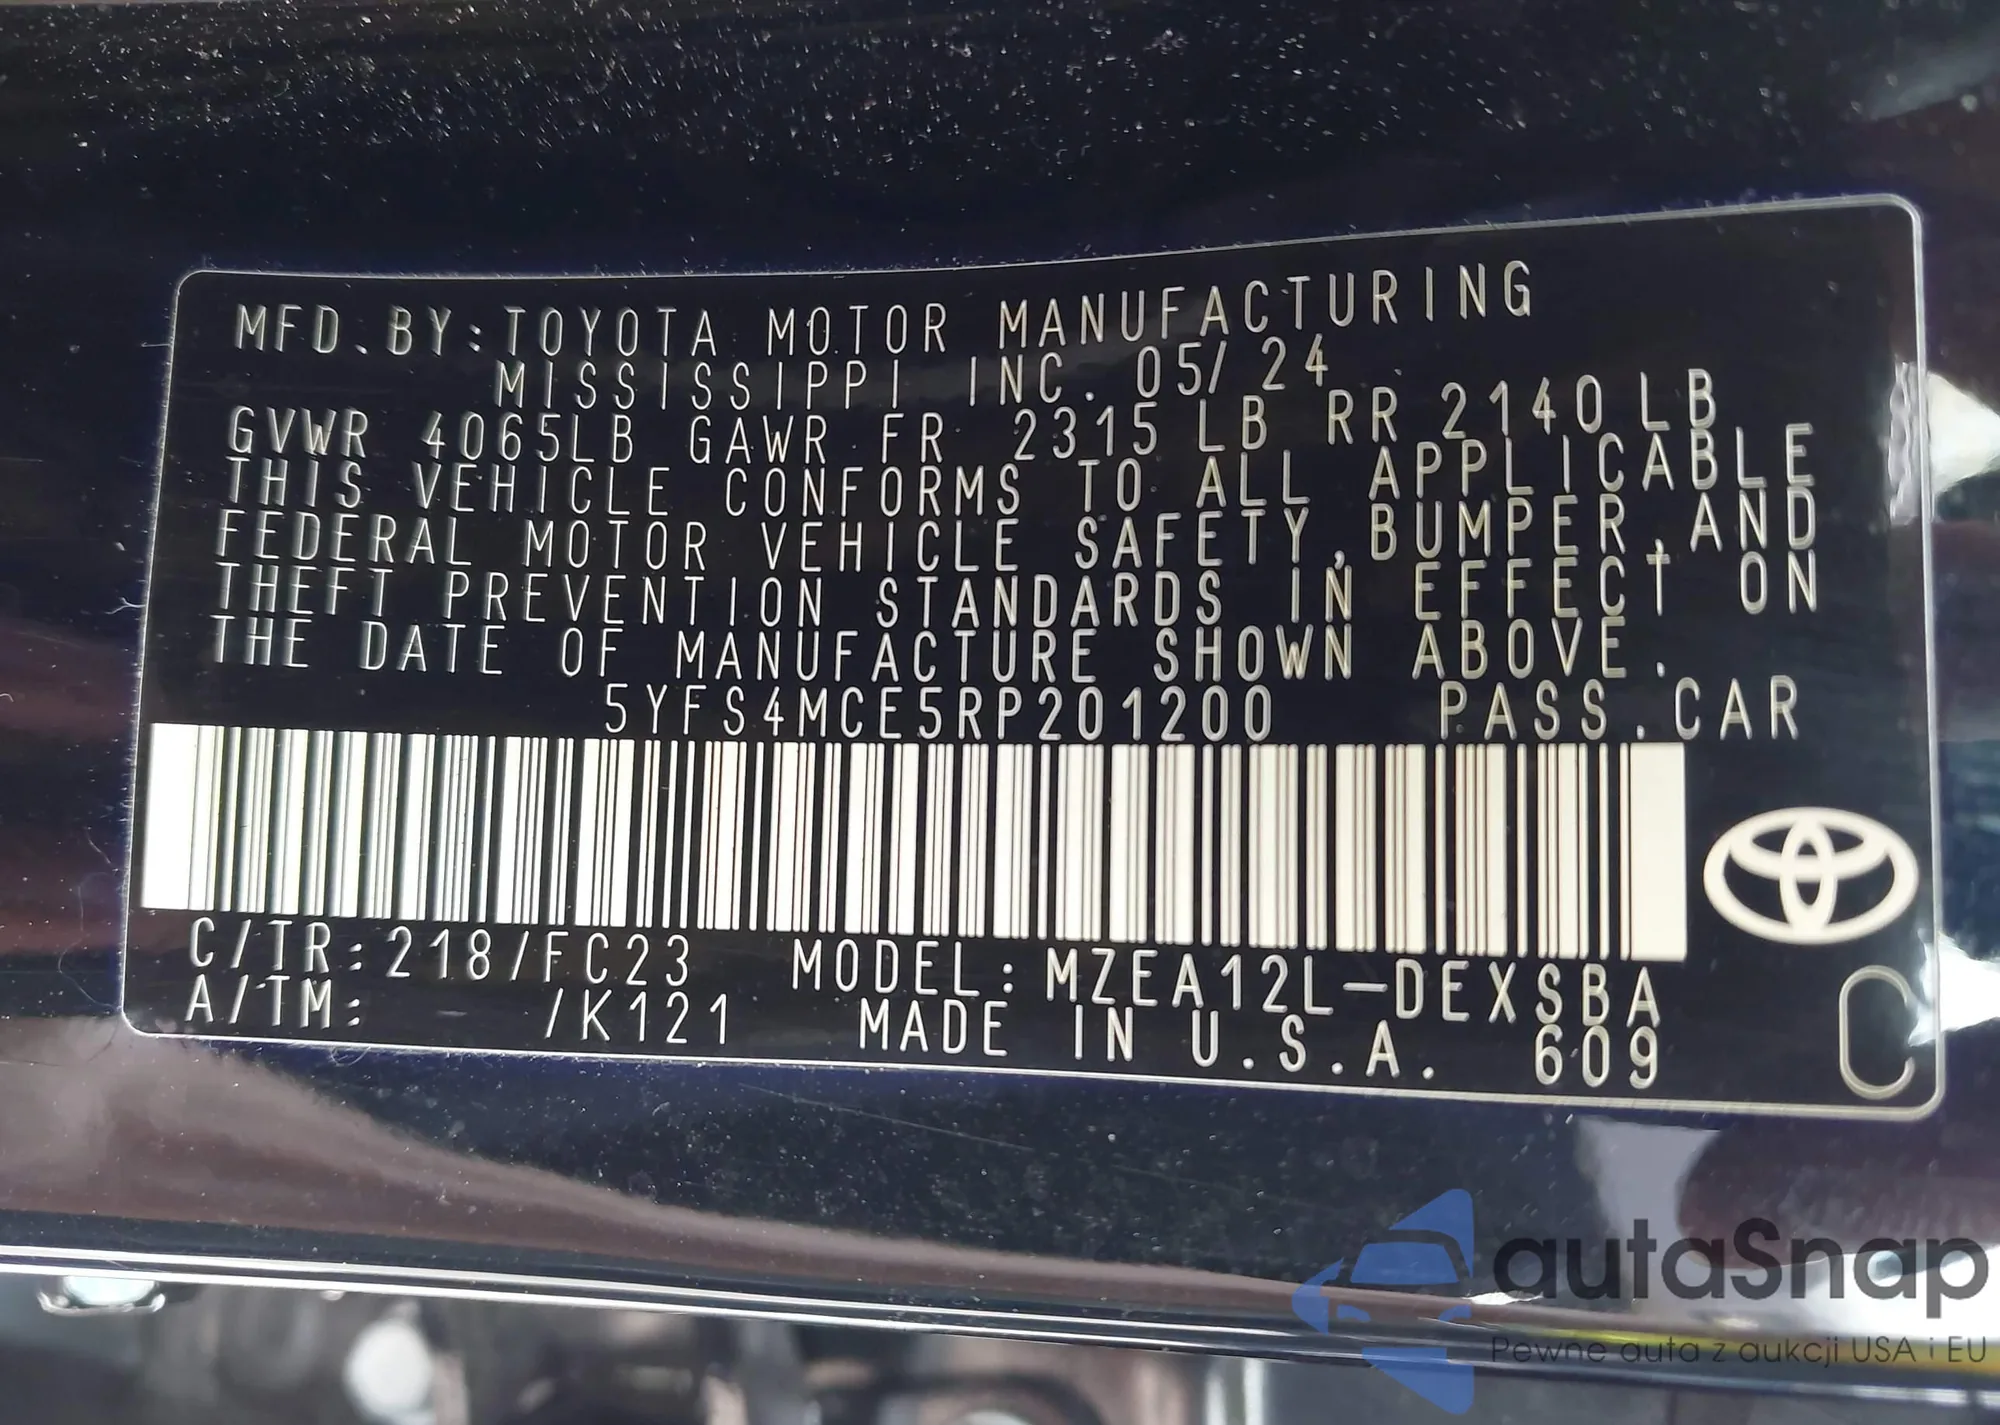 MFD. BY: TOYOTA MOTOR MANUFACTURING
MISSISSIPPI INC. 05/24
GVWR 4065LB GAWR FR 2315 LB RR 2140LB
THIS VEHICLE CONFORMS TO ALL APPLICABLE
FEDERAL MOTOR VEHICLE SAFETY, BUMPER, AND
THEFT PREVENTION STANDARDS IN EFFECT ON
THE DATE OF MANUFACTURE SHOWN ABOVE.
5YFS4MCE5RP201200 PASS.CAR
C/TR: 218/FC23 MODEL: MZEA12L-DEXSBA
A/TM: /K121 MADE IN U.S.A. 609
C
autaSnap
Pewne auta z aukcji USA i EU